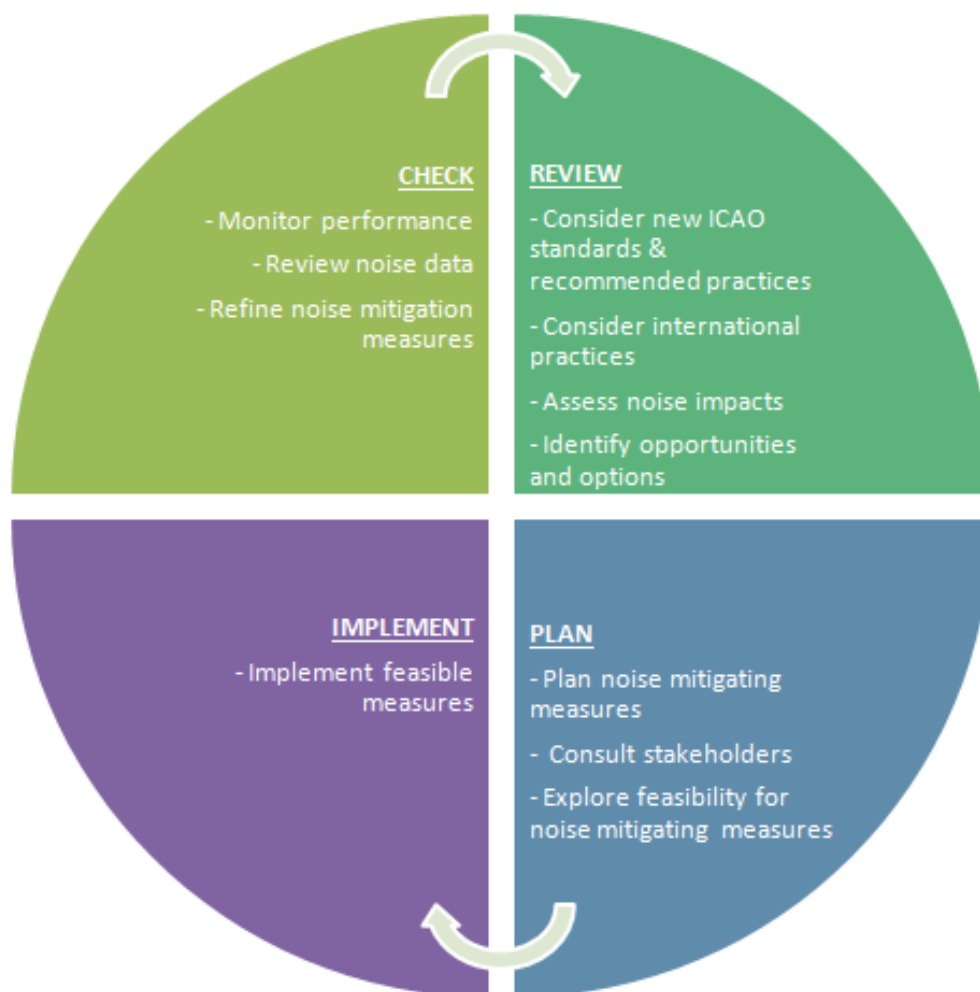 CHECK
- Monitor performance
- Review noise data
- Refine noise mitigation
measures
REVIEW
- Consider new ICAO
standards &
recommended practices
- Consider international
practices
- Assess noise impacts
- Identify opportunities
and options
IMPLEMENT
- Implement feasible
measures
PLAN
- Plan noise mitigating
measures
- Consult stakeholders
- Explore feasibility for
noise mitigating measures